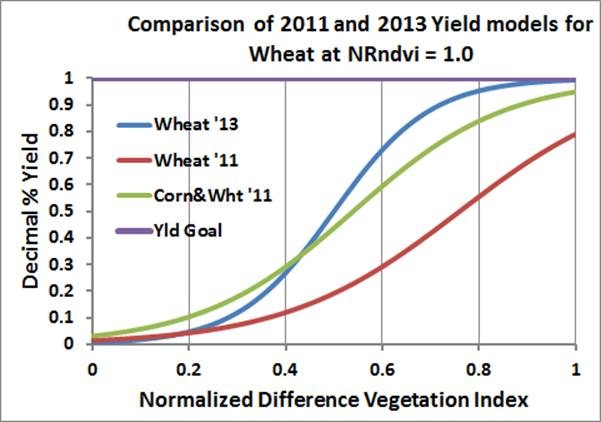 Comparison of 2011 and 2013 Yield models for
Wheat at NRndvi = 1.0
1
0.9
0.8
0.7
0.6
0.5
0.4
0.3
0.2
0.1
0
Decimal % Yield
Wheat '13
Wheat '11
Corn&Wht '11
Yld Goal
0 0.2 0.4 0.6 0.8 1
Normalized Difference Vegetation Index